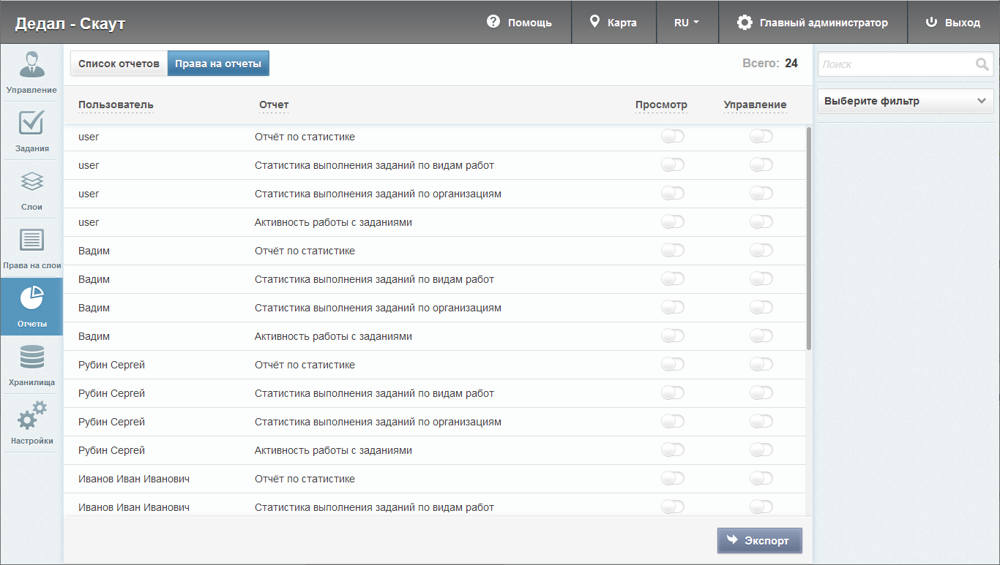 Дедал - Скаут
Помощь
Карта
RU
Главный администратор
Выход
Управление
Задания
Слои
Права на слои
Отчеты
Хранилища
Настройки
Список отчетов Права на отчеты Всего: 24
Пользователь Отчет Просмотр Управление
user Отчёт по статистике
user Статистика выполнения заданий по видам работ
user Статистика выполнения заданий по организациям
user Активность работы с заданиями
Вадим Отчёт по статистике
Вадим Статистика выполнения заданий по видам работ
Вадим Статистика выполнения заданий по организациям
Вадим Активность работы с заданиями
Рубин Сергей Отчёт по статистике
Рубин Сергей Статистика выполнения заданий по видам работ
Рубин Сергей Статистика выполнения заданий по организациям
Рубин Сергей Активность работы с заданиями
Иванов Иван Иванович Отчёт по статистике
Иванов Иван Иванович Статистика выполнения заданий по видам работ
Экспорт
Поиск
Выберите фильтр